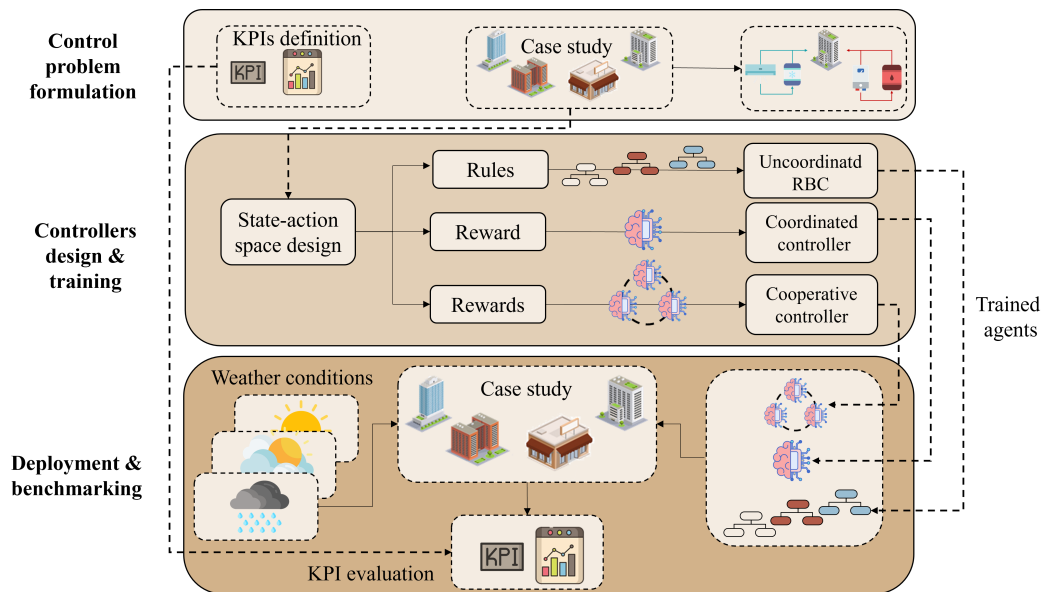 Control
problem
formulation
KPIs definition
KPI
Case study
Controllers
design &
training
State-action
space design
Rules
Uncoordinatd
RBC
Reward
Coordinated
controller
Rewards
Cooperative
controller
Trained
agents
Deployment &
benchmarking
Weather conditions
Case study
KPI evaluation
KPI